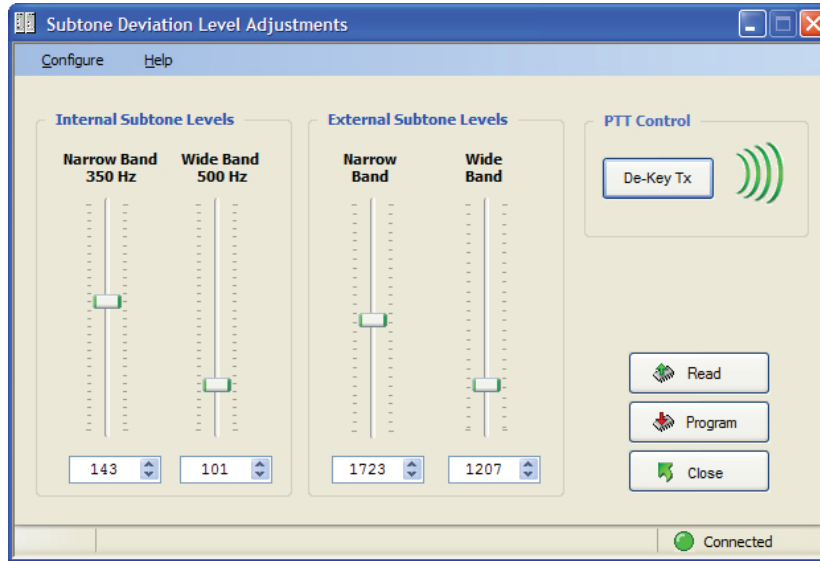 Subtone Deviation Level Adjustments
Configure Help
Internal Subtone Levels
Narrow Band
350 Hz
Wide Band
500 Hz
143
101
External Subtone Levels
Narrow
Band
Wide
Band
1723
1207
PTT Control
De-Key Tx
Read
Program
Close
Connected